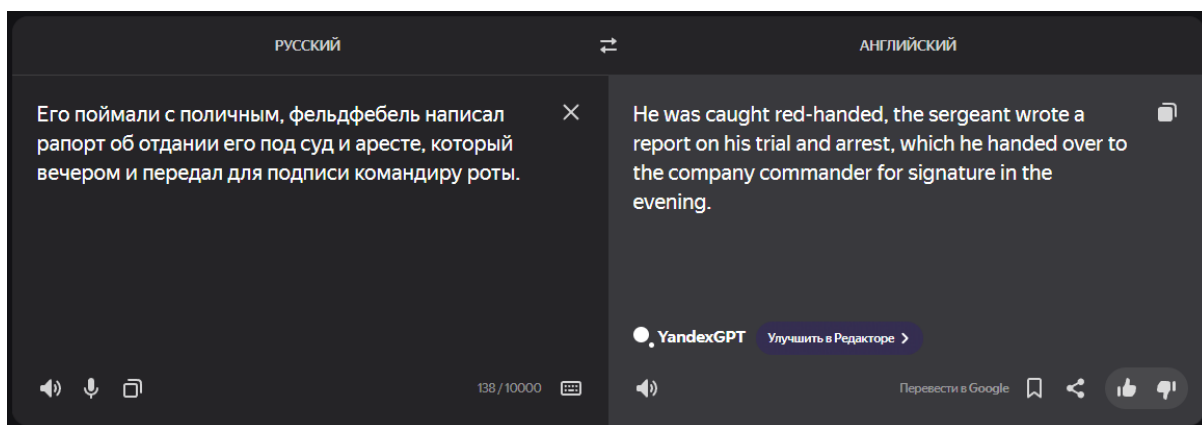 РУССКИЙ
АНГЛИЙСКИЙ
Его поймали с поличным, фельдфебель написал
рапорт об отдании его под суд и аресте, который
вечером и передал для подписи командиру роты.
He was caught red-handed, the sergeant wrote a
report on his trial and arrest, which he handed over to
the company commander for signature in the
evening.
YandexGPT
Улучшить в Редакторе
138 / 10000
Перевести в Google